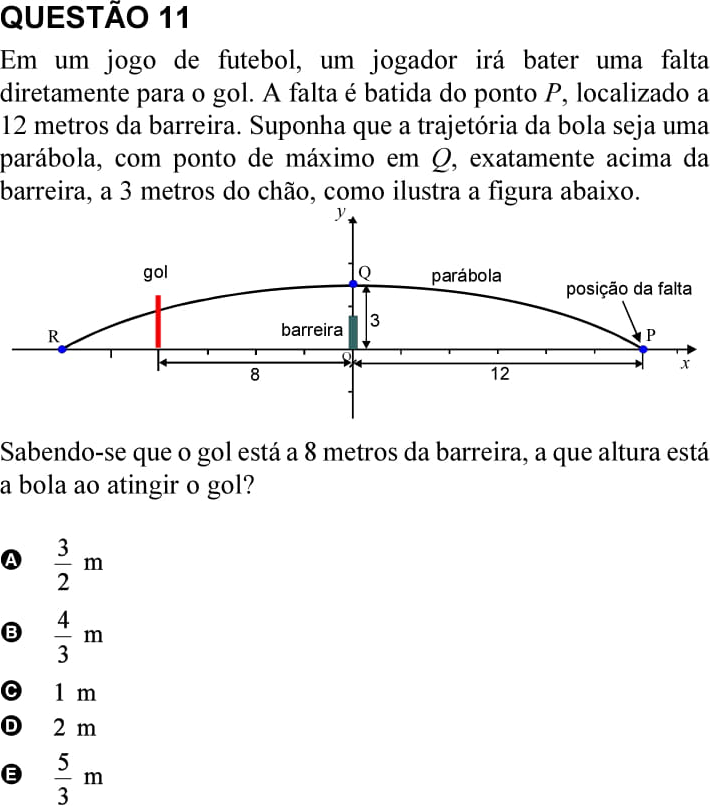 QUESTÃO 11
Em um jogo de futebol, um jogador irá bater uma falta
diretamente para o gol. A falta é batida do ponto P, localizado a
12 metros da barreira. Suponha que a trajetória da bola seja uma
parábola, com ponto de máximo em Q, exatamente acima da
barreira, a 3 metros do chão, como ilustra a figura abaixo.
y
gol
Q
parábola
posição da falta
R
barreira
3
P
O
x
8
12
Sabendo-se que o gol está a 8 metros da barreira, a que altura está
a bola ao atingir o gol?
A 3/2 m
B 4/3 m
C 1 m
D 2 m
E 5/3 m